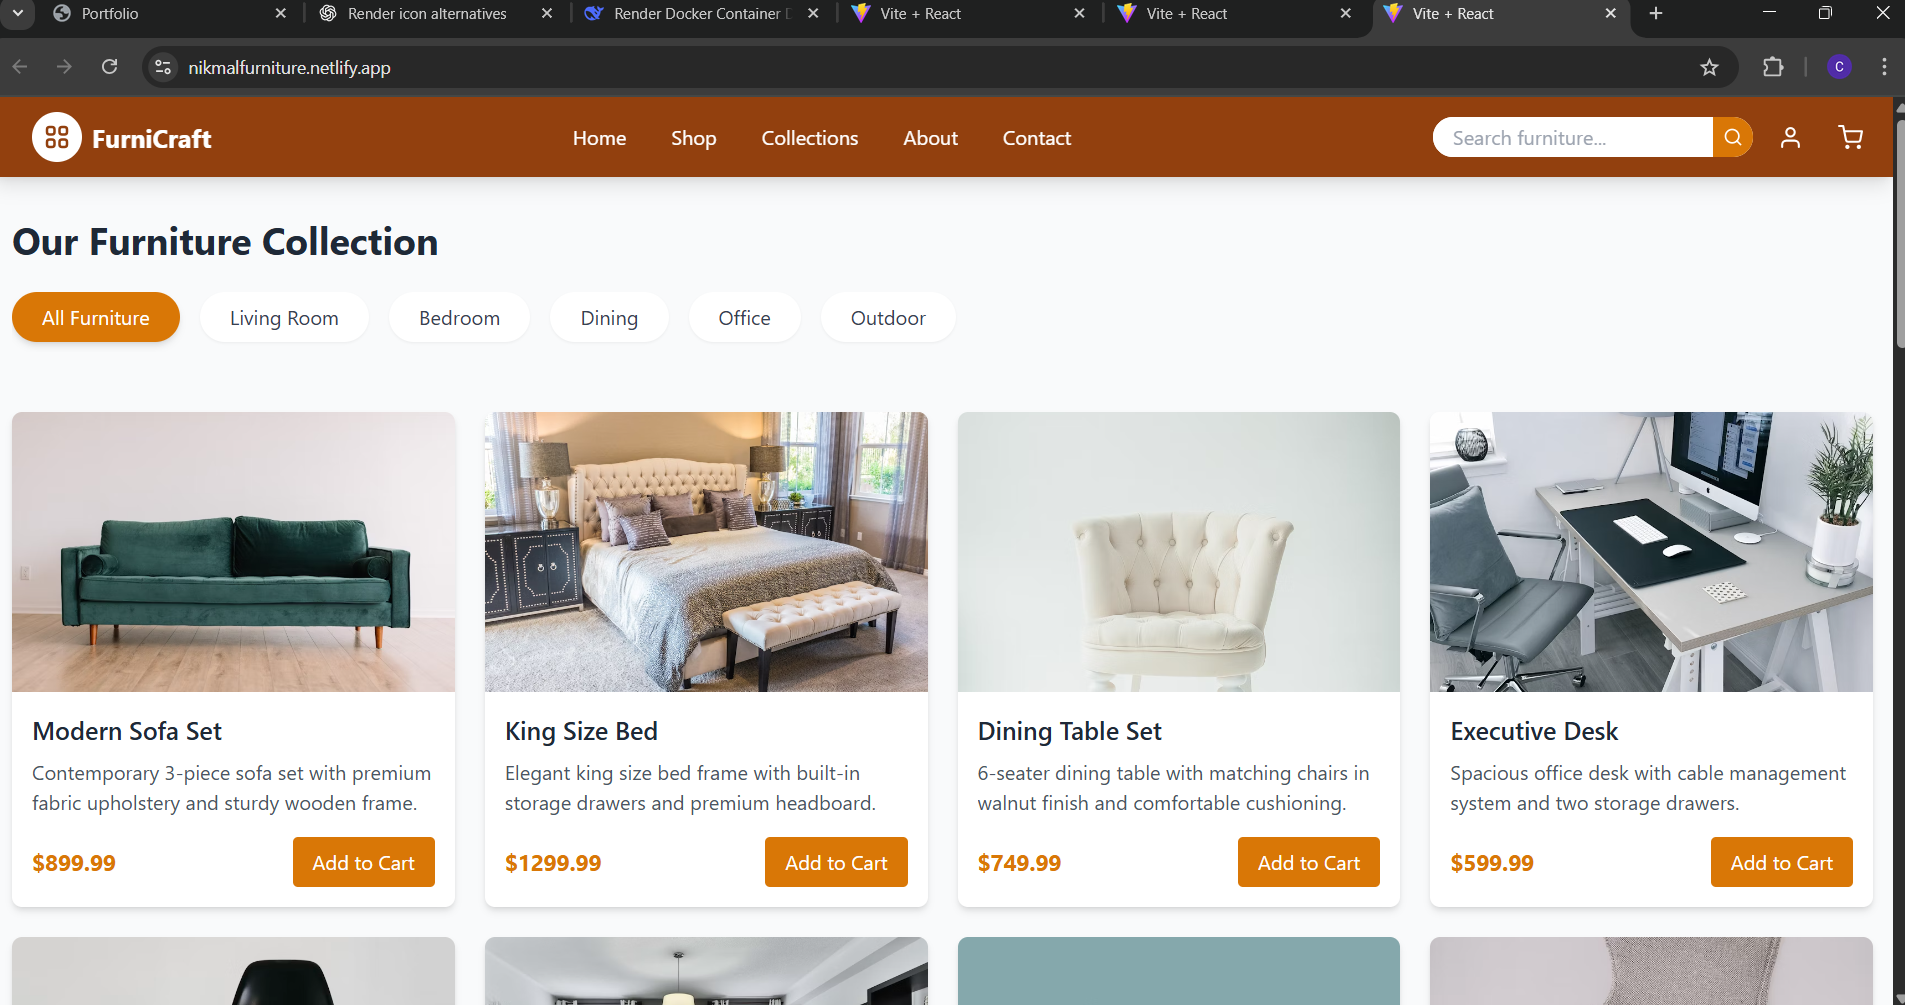 Portfolio
Render icon alternatives
Render Docker Container
Vite + React
Vite + React
Vite + React
nikmalfurniture.netlify.app
C
FurniCraft
Home
Shop
Collections
About
Contact
Search furniture...
Our Furniture Collection
All Furniture
Living Room
Bedroom
Dining
Office
Outdoor
Modern Sofa Set
Contemporary 3-piece sofa set with premium
fabric upholstery and sturdy wooden frame.
$899.99
Add to Cart
King Size Bed
Elegant king size bed frame with built-in
storage drawers and premium headboard.
$1299.99
Add to Cart
Dining Table Set
6-seater dining table with matching chairs in
walnut finish and comfortable cushioning.
$749.99
Add to Cart
Executive Desk
Spacious office desk with cable management
system and two storage drawers.
$599.99
Add to Cart